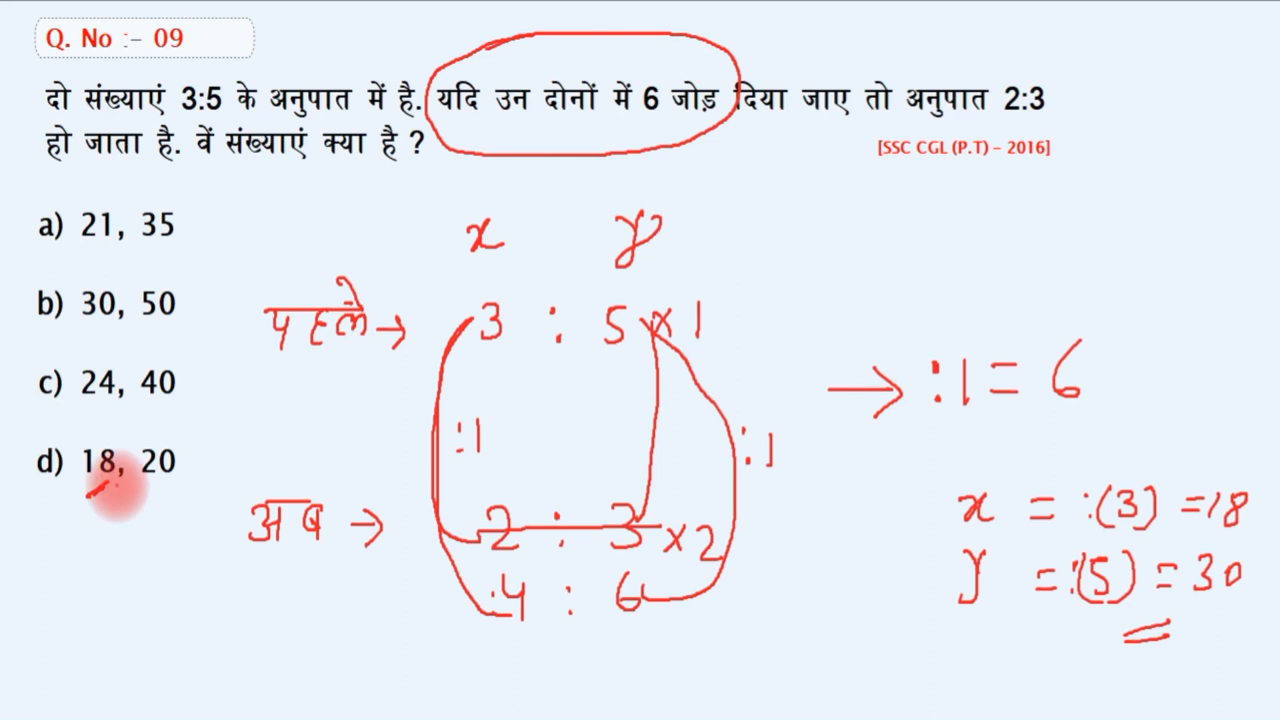 Q. No :- 09
दो संख्याएं 3:5 के अनुपात में है. यदि उन दोनों में 6 जोड़ दिया जाए तो अनुपात 2:3
हो जाता है. वें संख्याएं क्या है ?
[SSC CGL (P.T) – 2016]
a) 21, 35
b) 30, 50
c) 24, 40
d) 18, 20
x y
पहले → 3 : 5 × 1
:1 :1
अब → 2 : 3 × 2
:4 : 6
→ :1 = 6
x = :(3) = 18
y = :(5) = 30